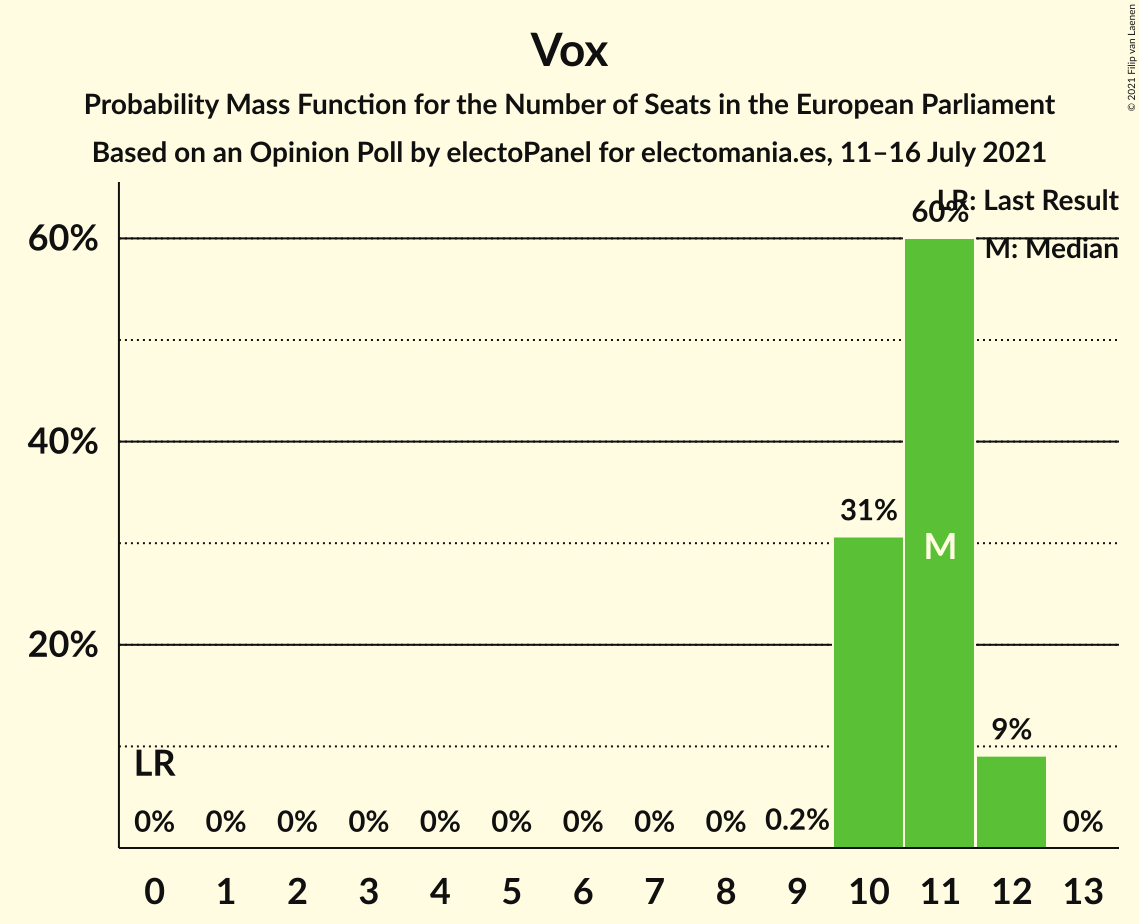 Vox
Probability Mass Function for the Number of Seats in the European Parliament
Based on an Opinion Poll by electoPanel for electomania.es, 11–16 July 2021
© 2021 Filip van Laenen
LR: Last Result
M: Median
60%
40%
20%
60%
31%
M
9%
LR
0% 0% 0% 0% 0% 0% 0% 0% 0% 0.2% 0%
0 1 2 3 4 5 6 7 8 9 10 11 12 13